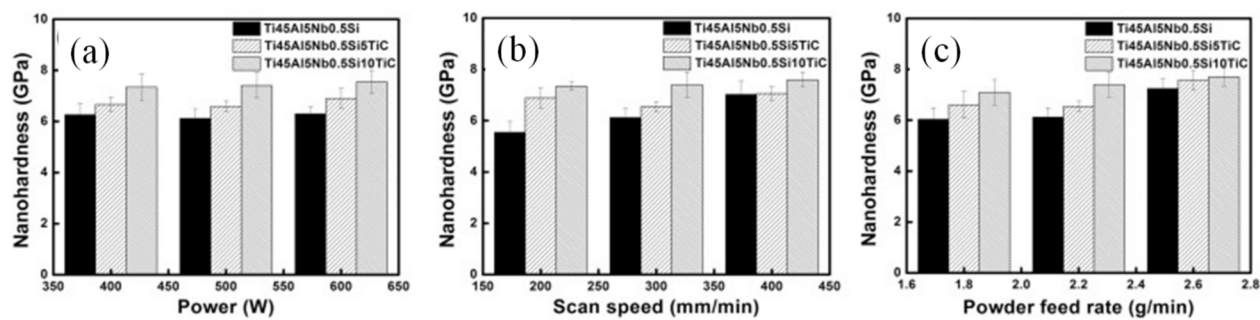 (a)
Ti45Al5Nb0.5Si
Ti45Al5Nb0.5Si5TiC
Ti45Al5Nb0.5Si10TiC
Nanohardness (GPa)
10
8
6
4
2
0
350 400 450 500 550 600 650
Power (W)
(b)
Ti45Al5Nb0.5Si
Ti45Al5Nb0.5Si5TiC
Ti45Al5Nb0.5Si10TiC
Nanohardness (GPa)
10
8
6
4
2
0
150 200 250 300 350 400 450
Scan speed (mm/min)
(c)
Ti45Al5Nb0.5Si
Ti45Al5Nb0.5Si5TiC
Ti45Al5Nb0.5Si10TiC
Nanohardness (GPa)
10
8
6
4
2
0
1.6 1.8 2.0 2.2 2.4 2.6 2.8
Powder feed rate (g/min)